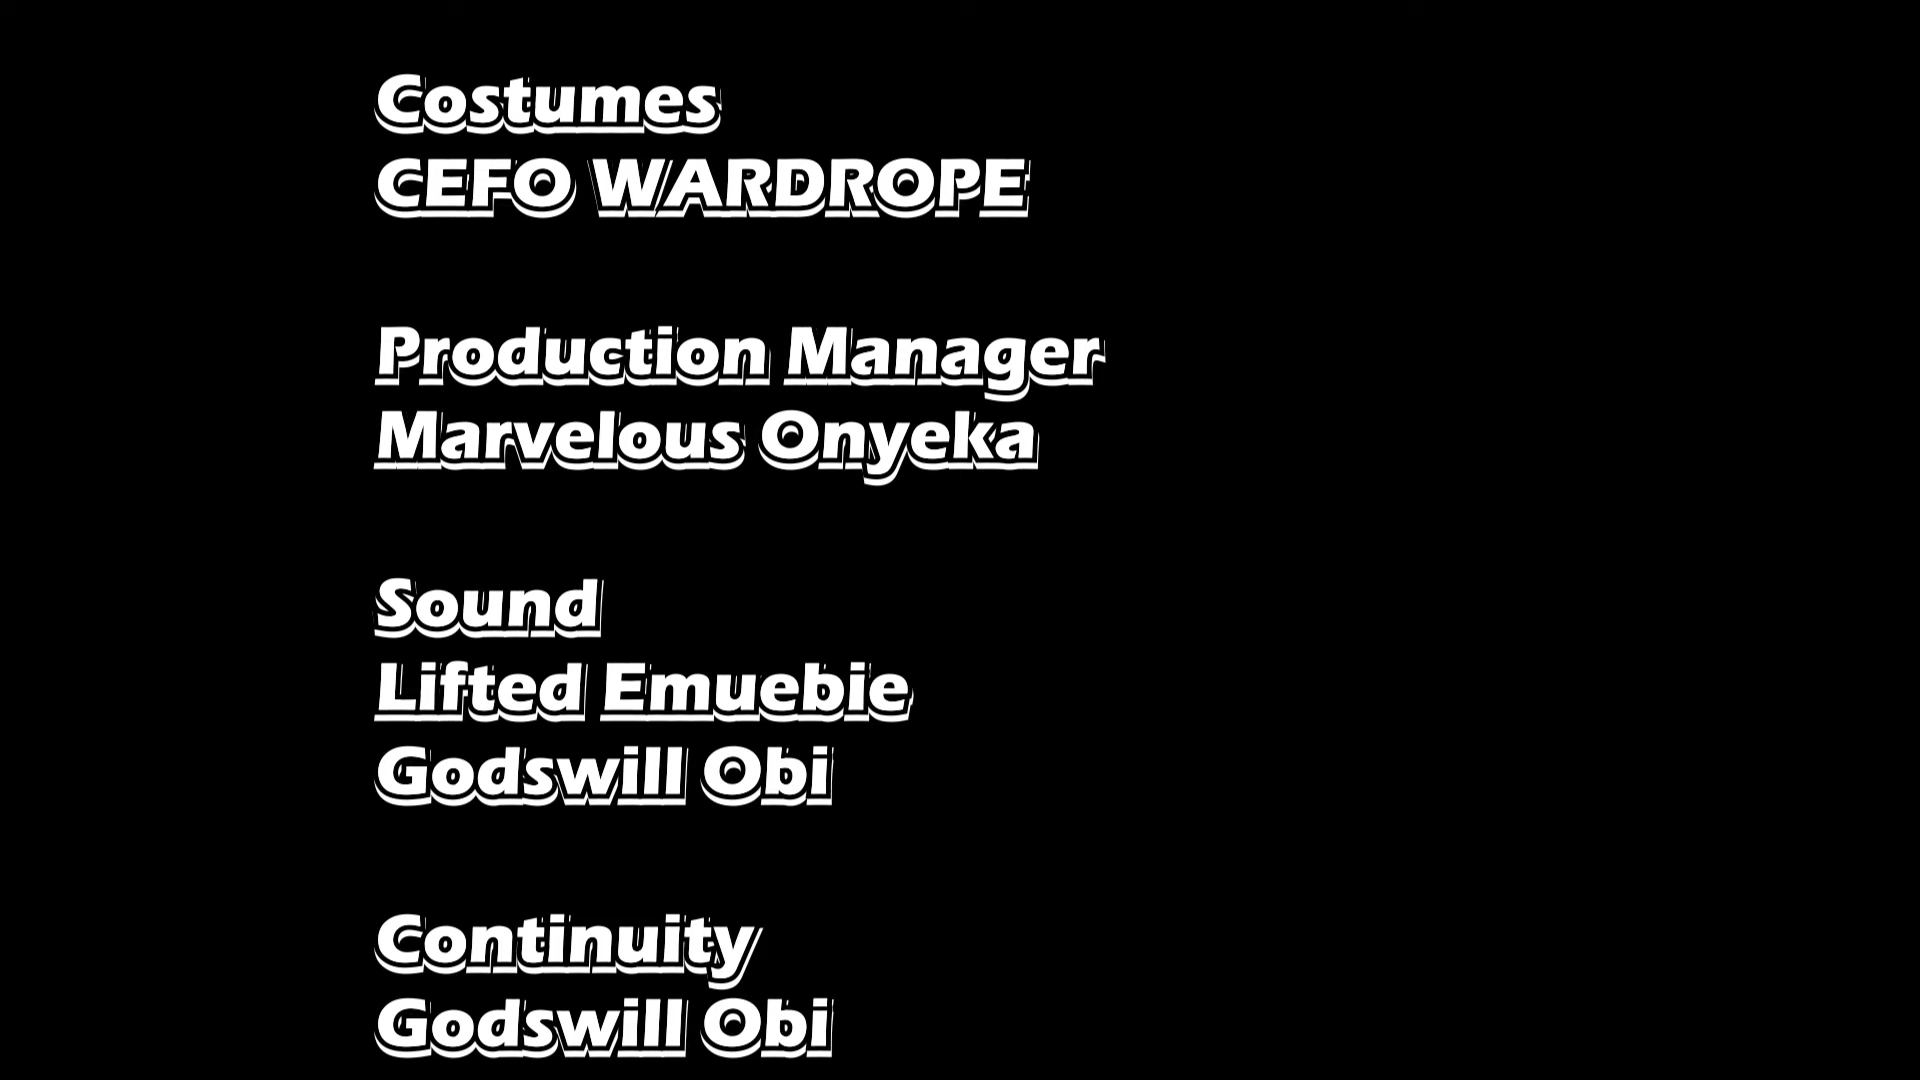 Costumes
CEFO WARDROPE
Production Manager
Marvelous Onyeka
Sound
Lifted Emuebie
Godswill Obi
Continuity
Godswill Obi